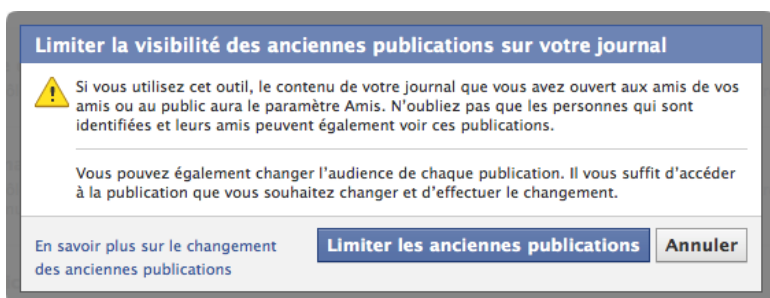 Limiter la visibilité des anciennes publications sur votre journal
Si vous utilisez cet outil, le contenu de votre journal que vous avez ouvert aux amis de vos
amis ou au public aura le paramètre Amis. N'oubliez pas que les personnes qui sont
identifiées et leurs amis peuvent également voir ces publications.
Vous pouvez également changer l'audience de chaque publication. Il vous suffit d'accéder
à la publication que vous souhaitez changer et d'effectuer le changement.
En savoir plus sur le changement
des anciennes publications
Limiter les anciennes publications
Annuler